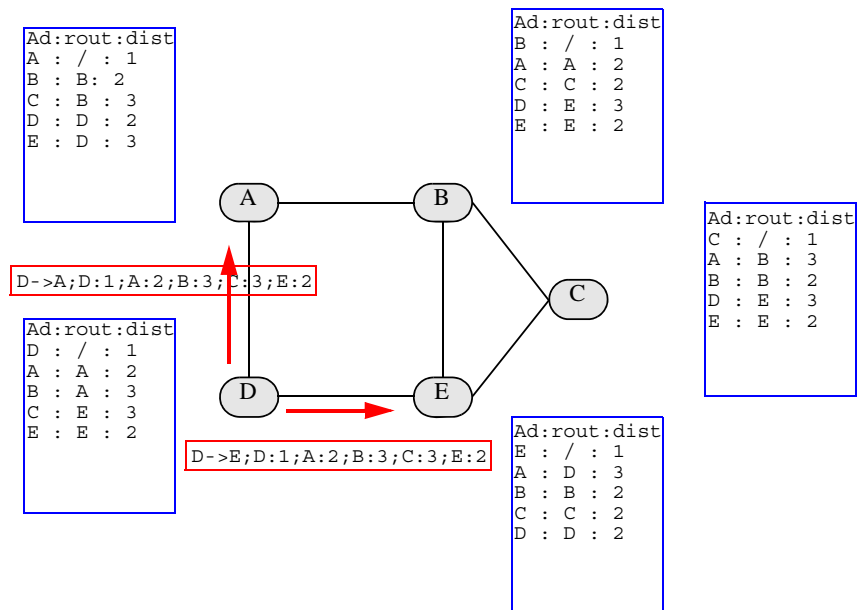 Ad:rout:dist
A : / : 1
B : B: 2
C : B : 3
D : D : 2
E : D : 3
Ad:rout:dist
B : / : 1
A : A : 2
C : C : 2
D : E : 3
E : E : 2
A
B
Ad:rout:dist
C : / : 1
A : B : 3
B : B : 2
D : E : 3
E : E : 2
D->A;D:1;A:2;B:3;C:3;E:2
C
Ad:rout:dist
D : / : 1
A : A : 2
B : A : 3
C : E : 3
E : E : 2
D
E
D->E;D:1;A:2;B:3;C:3;E:2
Ad:rout:dist
E : / : 1
A : D : 3
B : B : 2
C : C : 2
D : D : 2